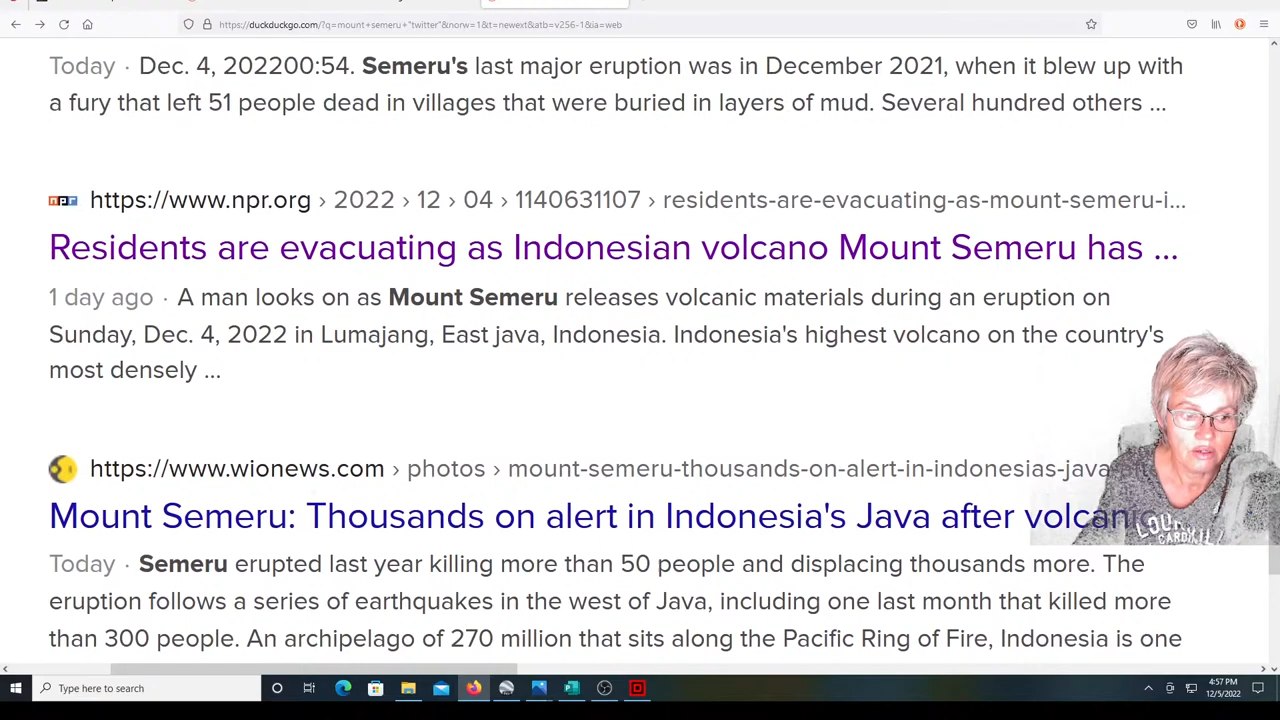 https://duckduckgo.com/?q=mount+semeru+"twitter"&norw=1&t=newext&atb=v256-1&ia=web
Today · Dec. 4, 202200:54. Semeru's last major eruption was in December 2021, when it blew up with
a fury that left 51 people dead in villages that were buried in layers of mud. Several hundred others ...
npr https://www.npr.org › 2022 › 12 › 04 › 1140631107 › residents-are-evacuating-as-mount-semeru-i...
Residents are evacuating as Indonesian volcano Mount Semeru has ...
1 day ago · A man looks on as Mount Semeru releases volcanic materials during an eruption on
Sunday, Dec. 4, 2022 in Lumajang, East java, Indonesia. Indonesia's highest volcano on the country's
most densely ...
https://www.wionews.com › photos › mount-semeru-thousands-on-alert-in-indonesias-java-
Mount Semeru: Thousands on alert in Indonesia's Java after volcani
Today · Semeru erupted last year killing more than 50 people and displacing thousands more. The
eruption follows a series of earthquakes in the west of Java, including one last month that killed more
than 300 people. An archipelago of 270 million that sits along the Pacific Ring of Fire, Indonesia is one
Type here to search
4:57 PM
12/5/2022